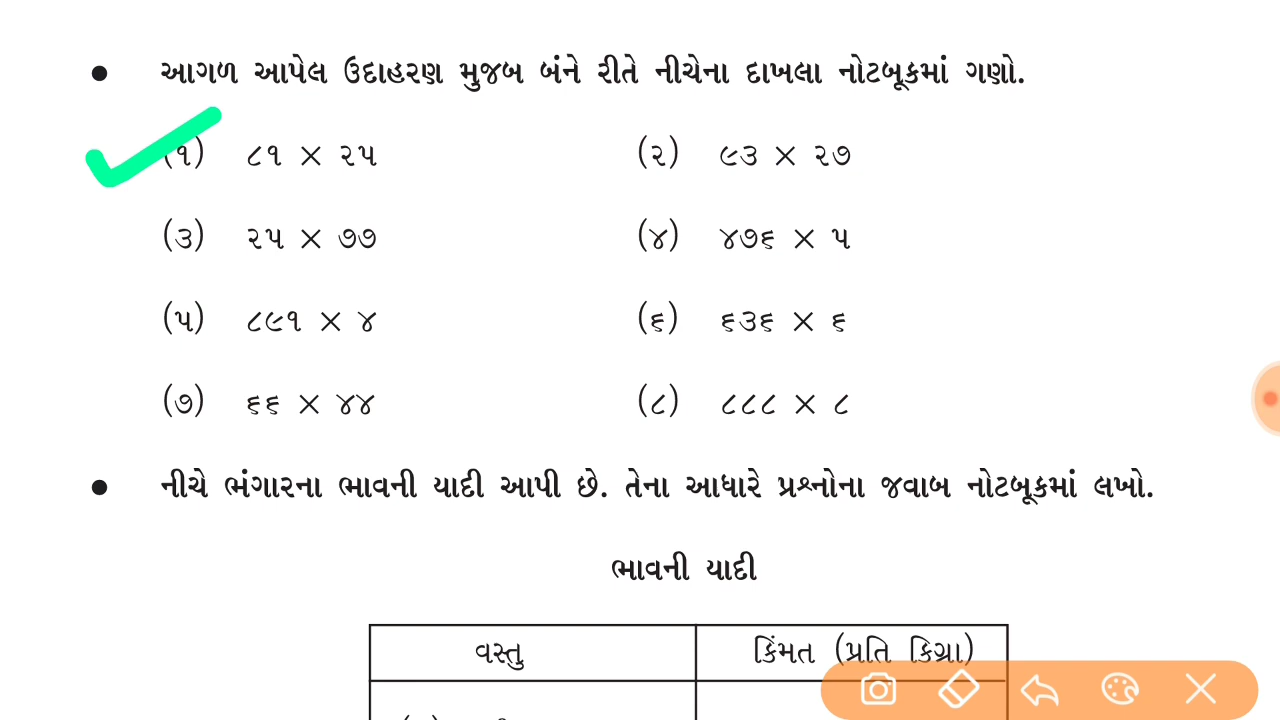 • આગળ આપેલ ઉદાહરણ મુજબ બંને રીતે નીચેના દાખલા નોટબૂકમાં ગણો.
(૧) ૮૧ × ૨૫ (૨) ૯૩ × ૨૭
(૩) ૨૫ × ૭૭ (૪) ૪૭૬ × ૫
(૫) ૮૯૧ × ૪ (૬) ૬૩૬ × ૬
(૭) ૬૬ × ૪૪ (૮) ૮૮૮ × ૮
• નીચે ભંગારના ભાવની યાદી આપી છે. તેના આધારે પ્રશ્નોના જવાબ નોટબૂકમાં લખો.
ભાવની યાદી
વસ્તુ કિંમત (પ્રતિ કિગ્રા)